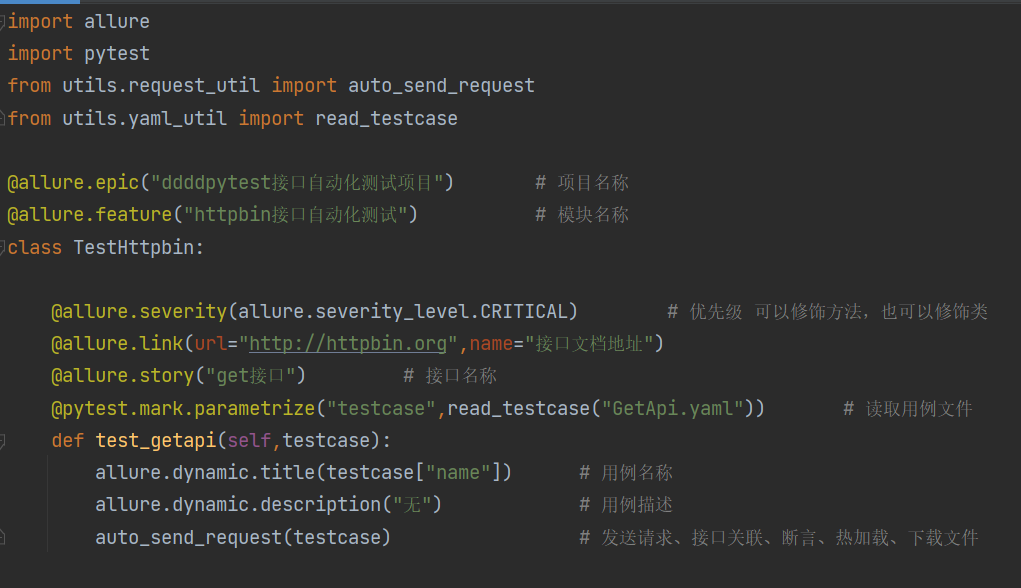 import allure
import pytest
from utils.request_util import auto_send_request
from utils.yaml_util import read_testcase
@allure.epic("ddddpytest接口自动化测试项目")        # 项目名称
@allure.feature("httpbin接口自动化测试")           # 模块名称
class TestHttpbin:
    @allure.severity(allure.severity_level.CRITICAL)        # 优先级 可以修饰方法，也可以修饰类
    @allure.link(url="http://httpbin.org",name="接口文档地址")
    @allure.story("get接口")         # 接口名称
    @pytest.mark.parametrize("testcase",read_testcase("GetApi.yaml"))       # 读取用例文件
    def test_getapi(self,testcase):
        allure.dynamic.title(testcase["name"])      # 用例名称
        allure.dynamic.description("无")             # 用例描述
        auto_send_request(testcase)                 # 发送请求、接口关联、断言、热加载、下载文件